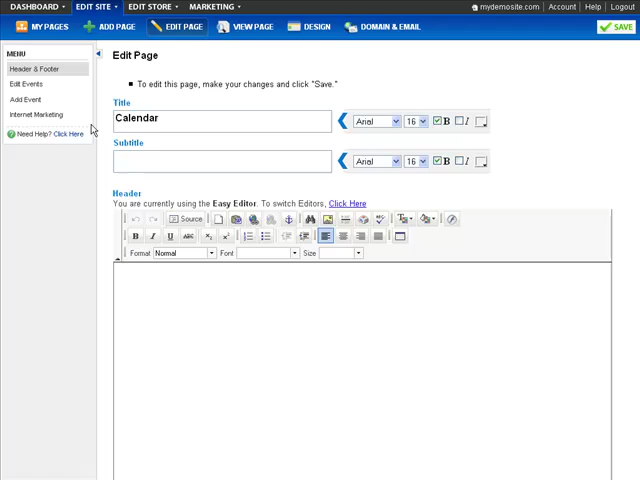 DASHBOARD EDIT SITE EDIT STORE MARKETING mydemosite.com Account Help Logout
MY PAGES ADD PAGE EDIT PAGE VIEW PAGE DESIGN DOMAIN & EMAIL SAVE
MENU
Header & Footer
Edit Events
Add Event
Internet Marketing
Need Help? Click Here
Edit Page
To edit this page, make your changes and click "Save."
Title
Calendar Arial 16 B I
Subtitle
Arial 16 B I
Header
You are currently using the Easy Editor. To switch Editors, Click Here
Source
B I U ABC
Format Normal Font Size